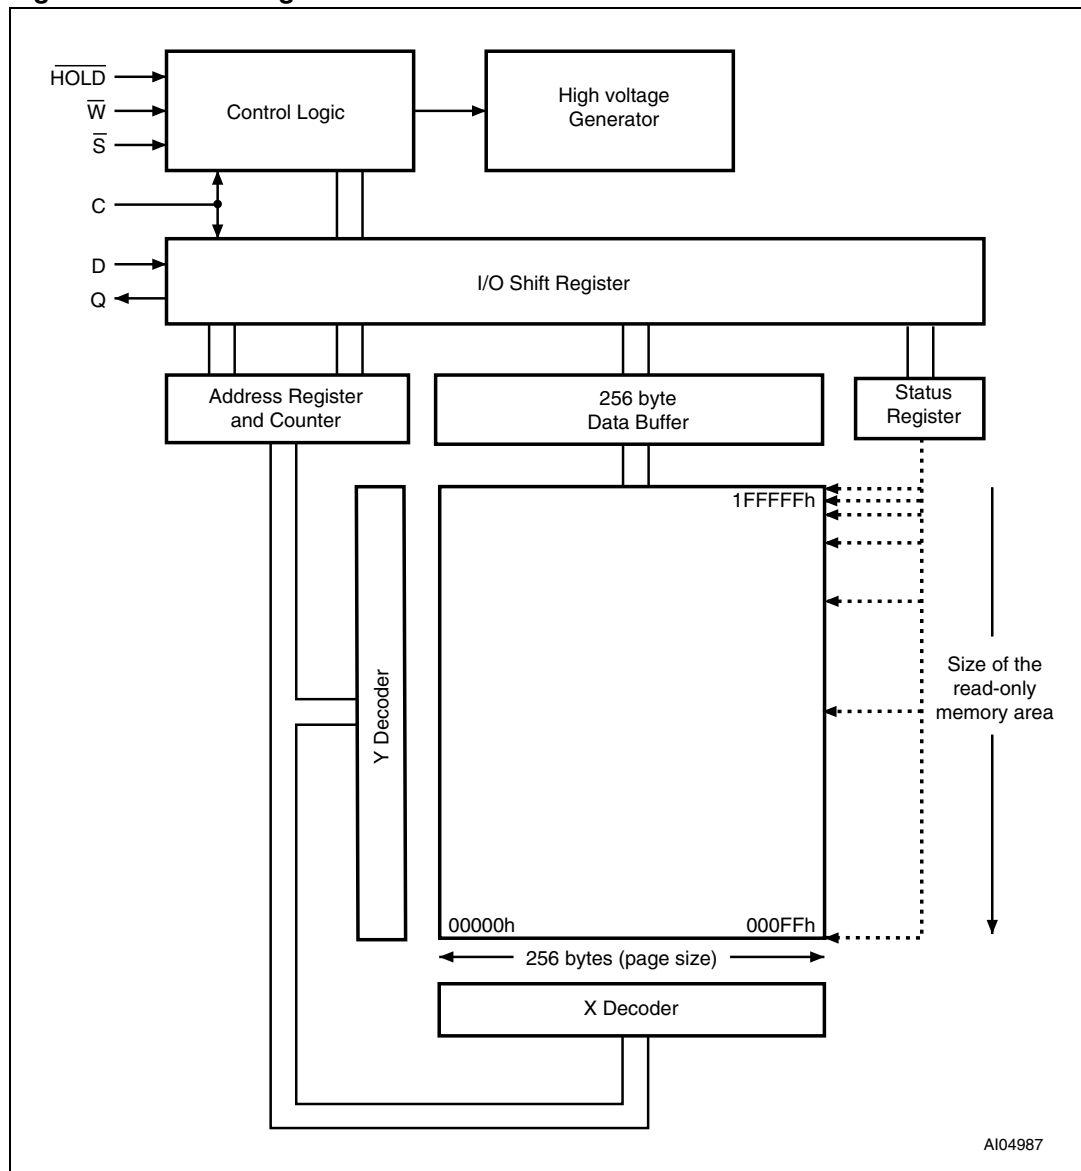 HOLD
W
S
C
D
Q
Control Logic
High voltage
Generator
I/O Shift Register
Address Register
and Counter
256 byte
Data Buffer
Status
Register
1FFFFFh
Y Decoder
Size of the
read-only
memory area
00000h
000FFh
256 bytes (page size)
X Decoder
AI04987